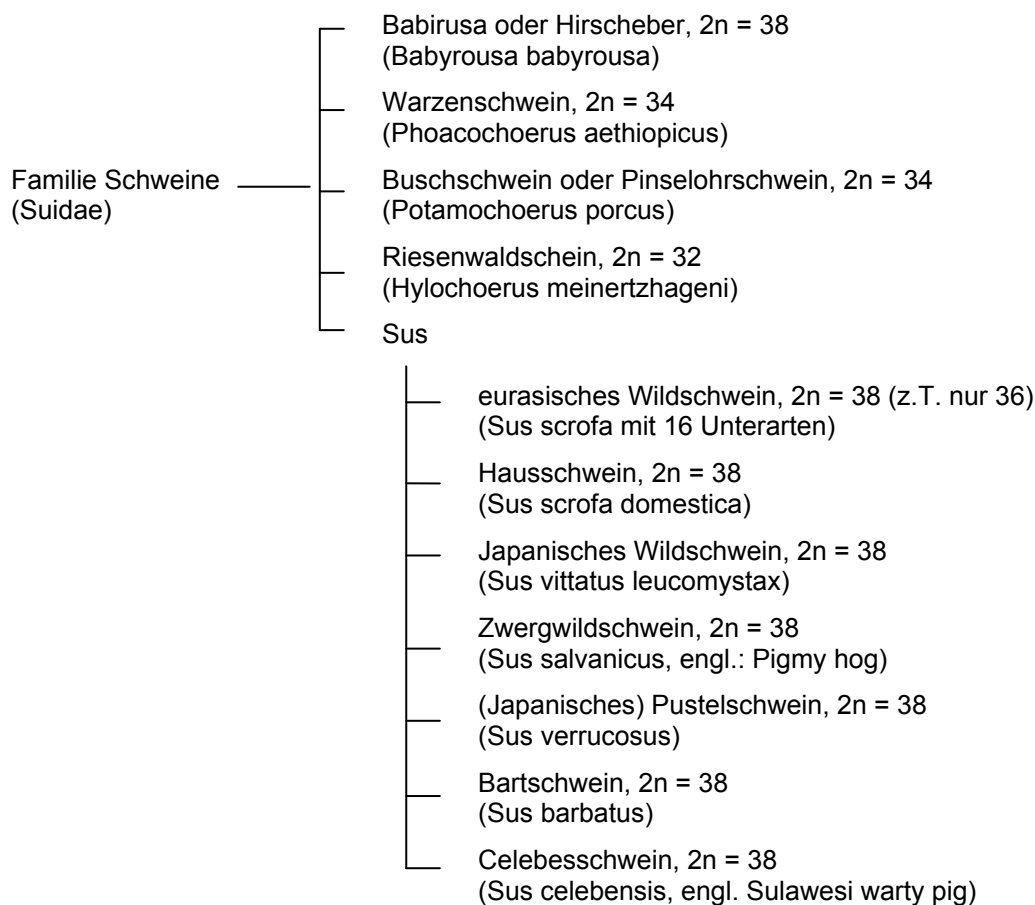 Babirusa oder Hirscheber, 2n = 38
(Babyrousa babyrousa)
Warzenschwein, 2n = 34
(Phoacochoerus aethiopicus)
Familie Schweine
(Suidae)
Buschschwein oder Pinselohrschwein, 2n = 34
(Potamochoerus porcus)
Riesenwaldschein, 2n = 32
(Hylochoerus meinertzhageni)
Sus
eurasisches Wildschwein, 2n = 38 (z.T. nur 36)
(Sus scrofa mit 16 Unterarten)
Hausschwein, 2n = 38
(Sus scrofa domestica)
Japanisches Wildschwein, 2n = 38
(Sus vittatus leucomystax)
Zwergwildschwein, 2n = 38
(Sus salvanicus, engl.: Pigmy hog)
(Japanisches) Pustelschwein, 2n = 38
(Sus verrucosus)
Bartschwein, 2n = 38
(Sus barbatus)
Celebesschwein, 2n = 38
(Sus celebensis, engl. Sulawesi warty pig)